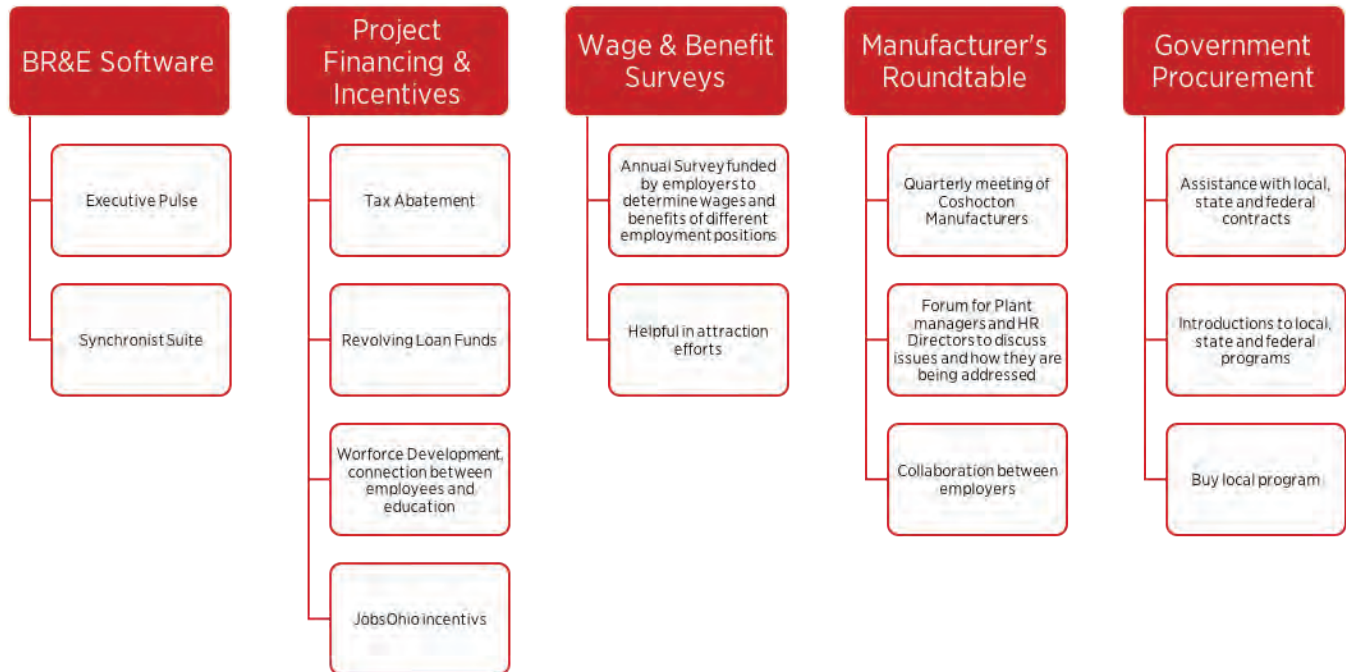 BR&E Software
Executive Pulse
Synchronist Suite
Project
Financing &
Incentives
Tax Abatement
Revolving Loan Funds
Worforce Development,
connection between
employees and
education
JobsOhio incentivs
Wage & Benefit
Surveys
Annual Survey funded
by employers to
determine wages and
benefits of different
employment positions
Helpful in attraction
efforts
Manufacturer's
Roundtable
Quarterly meeting of
Coshocton
Manufacturers
Forum for Plant
managers and HR
Directors to discuss
issues and how they are
being addressed
Collaboration between
employers
Government
Procurement
Assistance with local,
state and federal
contracts
Introductions to local,
state and federal
programs
Buy local program